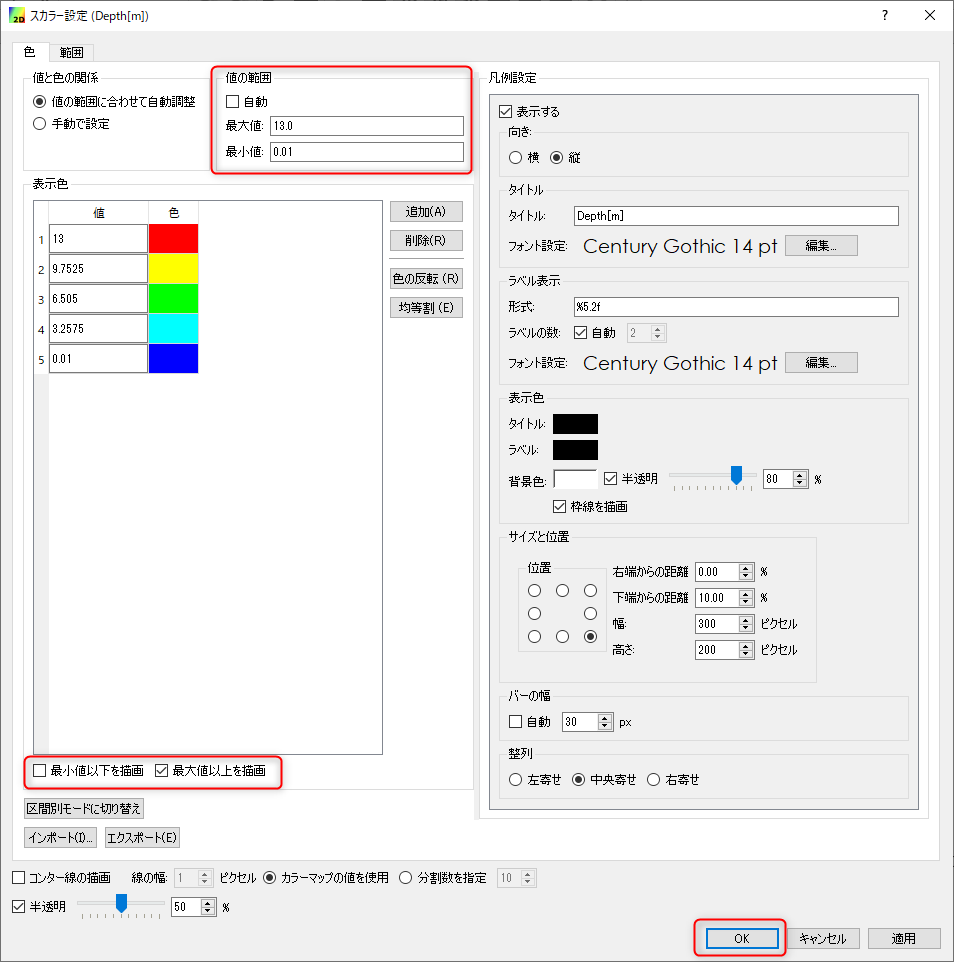 2D スカラー設定 (Depth[m])
?
色 範囲
値と色の関係
値の範囲に合わせて自動調整
手動で設定
値の範囲
自動
最大値: 13.0
最小値: 0.01
表示色
値 色
1 13
2 9.7525
3 6.505
4 3.2575
5 0.01
追加(A)
削除(R)
色の反転 (R)
均等割 (E)
最小値以下を描画 最大値以上を描画
区間別モードに切り替え
インポート(I)... エクスポート(E)
凡例設定
表示する
向き:
横 縦
タイトル
タイトル: Depth[m]
フォント設定: Century Gothic 14 pt 編集...
ラベル表示
形式: %5.2f
ラベルの数: 自動 2
フォント設定: Century Gothic 14 pt 編集...
表示色
タイトル:
ラベル:
背景色: 半透明 80 %
枠線を描画
サイズと位置
位置
右端からの距離 0.00 %
下端からの距離 10.00 %
幅: 300 ピクセル
高さ: 200 ピクセル
バーの幅
自動 30 px
整列
左寄せ 中央寄せ 右寄せ
コンター線の描画 線の幅: 1 ピクセル カラーマップの値を使用 分割数を指定 10
半透明 50 %
OK キャンセル 適用